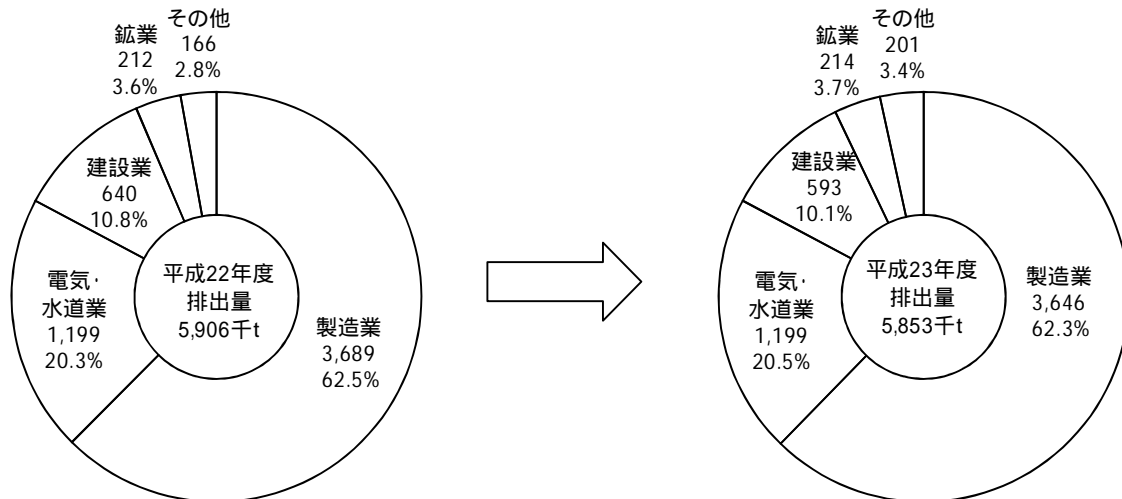 鉱業
212
3.6%
その他
166
2.8%
建設業
640
10.8%
電気・
水道業
1,199
20.3%
平成22年度
排出量
5,906千t
製造業
3,689
62.5%
鉱業
214
3.7%
その他
201
3.4%
建設業
593
10.1%
電気・
水道業
1,199
20.5%
平成23年度
排出量
5,853千t
製造業
3,646
62.3%